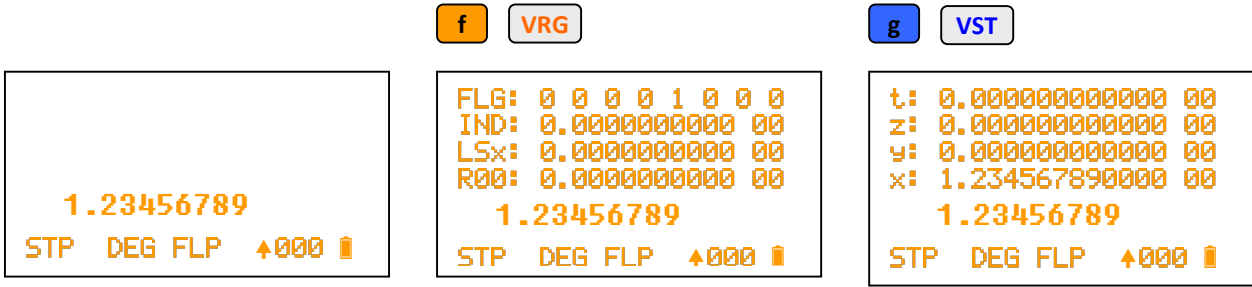 f VRG
g VST
1.23456789
STP DEG FLP 000
FLG: 0 0 0 0 1 0 0 0
IND: 0.0000000000 00
LSx: 0.0000000000 00
R00: 0.0000000000 00
1.23456789
STP DEG FLP 000
t: 0.000000000000 00
z: 0.000000000000 00
y: 0.000000000000 00
x: 1.234567890000 00
1.23456789
STP DEG FLP 000